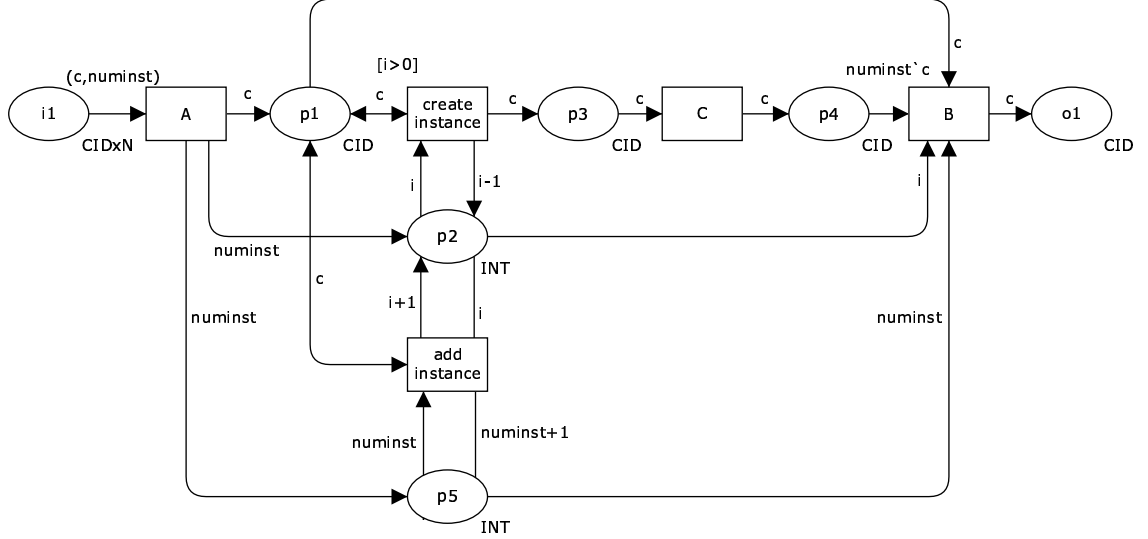 c
[i>0]
numinst`c
(c,numinst)
i1
A
c
p1
c
create
instance
c
p3
c
C
c
p4
B
c
o1
CIDxN
CID
CID
CID
CID
i
i-1
i
p2
numinst
INT
c
i+1
i
numinst
numinst
add
instance
numinst
numinst+1
p5
INT